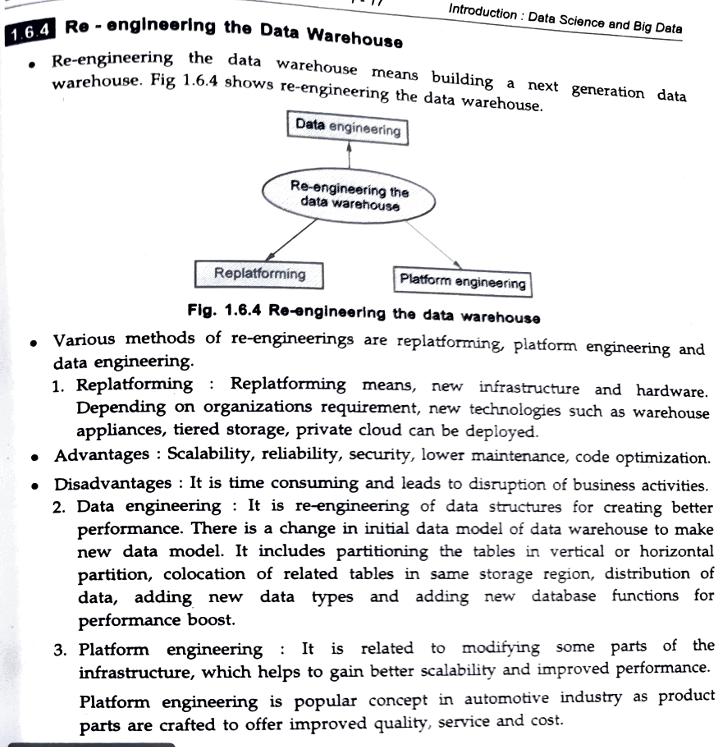 Introduction : Data Science and Big Data
1.6.4 Re - engineering the Data Warehouse
• Re-engineering the data warehouse means building a next generation data
warehouse. Fig 1.6.4 shows re-engineering the data warehouse.
Data engineering
Re-engineering the
data warehouse
Replatforming
Platform engineering
Fig. 1.6.4 Re-engineering the data warehouse
• Various methods of re-engineerings are replatforming, platform engineering and
data engineering.
1. Replatforming : Replatforming means, new infrastructure and hardware.
Depending on organizations requirement, new technologies such as warehouse
appliances, tiered storage, private cloud can be deployed.
• Advantages : Scalability, reliability, security, lower maintenance, code optimization.
• Disadvantages : It is time consuming and leads to disruption of business activities.
2. Data engineering : It is re-engineering of data structures for creating better
performance. There is a change in initial data model of data warehouse to make
new data model. It includes partitioning the tables in vertical or horizontal
partition, colocation of related tables in same storage region, distribution of
data, adding new data types and adding new database functions for
performance boost.
3. Platform engineering : It is related to modifying some parts of the
infrastructure, which helps to gain better scalability and improved performance.
Platform engineering is popular concept in automotive industry as product
parts are crafted to offer improved quality, service and cost.